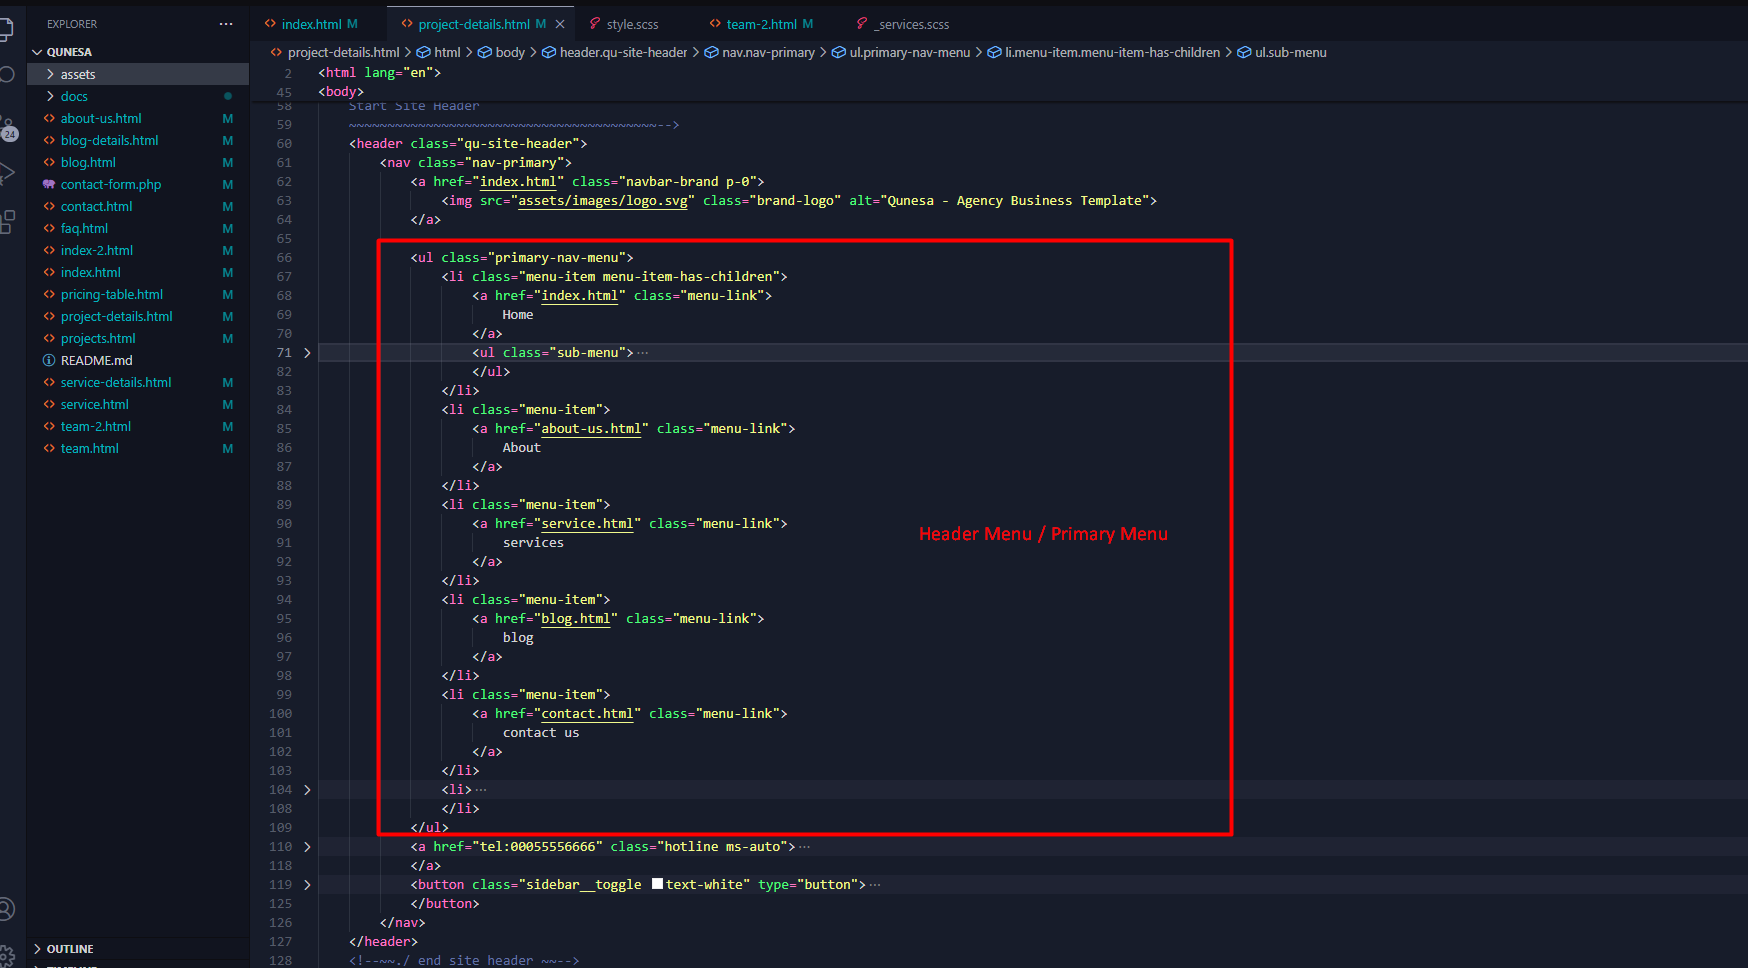 EXPLORER ···
QUNESA
assets
docs
about-us.html M
blog-details.html M
blog.html M
contact-form.php M
contact.html M
faq.html M
index-2.html M
index.html M
pricing-table.html M
project-details.html M
projects.html M
README.md
service-details.html M
service.html M
team-2.html M
team.html M
OUTLINE
24
index.html M project-details.html M style.scss team-2.html M _services.scss
project-details.html > html > body > header.qu-site-header > nav.nav-primary > ul.primary-nav-menu > li.menu-item.menu-item-has-children > ul.sub-menu
2 <html lang="en">
45 <body>
58 Start Site Header
59 ~~~~~~~~~~~~~~~~~~~~~~~~~~~~~~~~~~~~~~~~-->
60 <header class="qu-site-header">
61 <nav class="nav-primary">
62 <a href="index.html" class="navbar-brand p-0">
63 <img src="assets/images/logo.svg" class="brand-logo" alt="Qunesa - Agency Business Template">
64 </a>
65
66 <ul class="primary-nav-menu">
67 <li class="menu-item menu-item-has-children">
68 <a href="index.html" class="menu-link">
69 Home
70 </a>
71 <ul class="sub-menu">···
82 </ul>
83 </li>
84 <li class="menu-item">
85 <a href="about-us.html" class="menu-link">
86 About
87 </a>
88 </li>
89 <li class="menu-item">
90 <a href="service.html" class="menu-link">
91 services
92 </a>
93 </li>
94 <li class="menu-item">
95 <a href="blog.html" class="menu-link">
96 blog
97 </a>
98 </li>
99 <li class="menu-item">
100 <a href="contact.html" class="menu-link">
101 contact us
102 </a>
103 </li>
104 <li>···
108 </li>
109 </ul>
110 <a href="tel:00055556666" class="hotline ms-auto">···
118 </a>
119 <button class="sidebar__toggle text-white" type="button">···
125 </button>
126 </nav>
127 </header>
128 <!--~~./ end site header ~~-->
Header Menu / Primary Menu